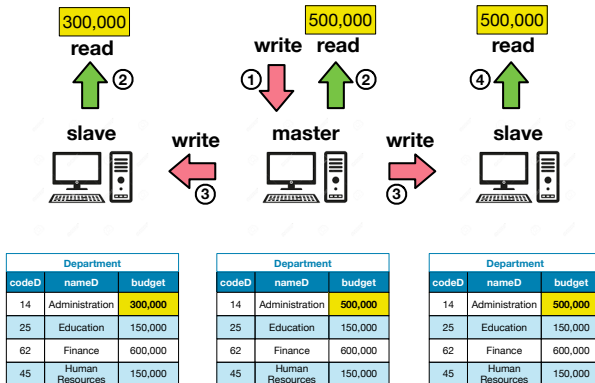 300,000
500,000
500,000
read
write
read
read
②
①
②
④
slave
write
master
write
slave
③
③
Department
codeD nameD budget
14 Administration 300,000
25 Education 150,000
62 Finance 600,000
45 Human Resources 150,000
Department
codeD nameD budget
14 Administration 500,000
25 Education 150,000
62 Finance 600,000
45 Human Resources 150,000
Department
codeD nameD budget
14 Administration 500,000
25 Education 150,000
62 Finance 600,000
45 Human Resources 150,000